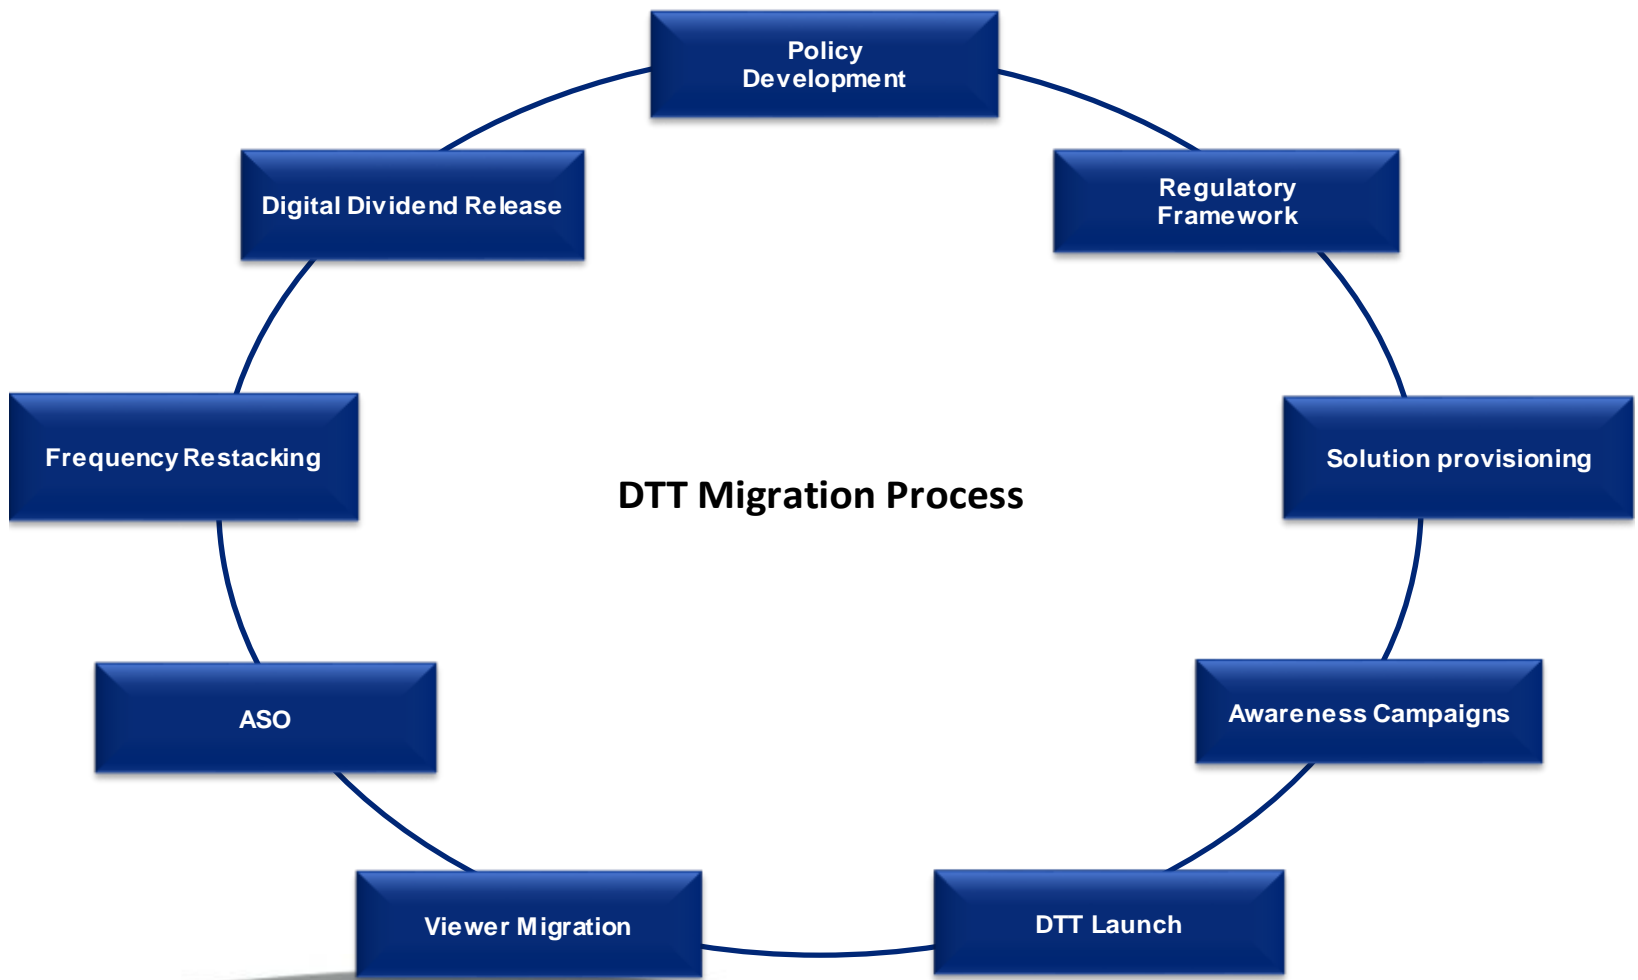 Policy
Development
Digital Dividend Release
Regulatory
Framework
Frequency Restacking
Solution provisioning
DTT Migration Process
ASO
Awareness Campaigns
Viewer Migration
DTT Launch